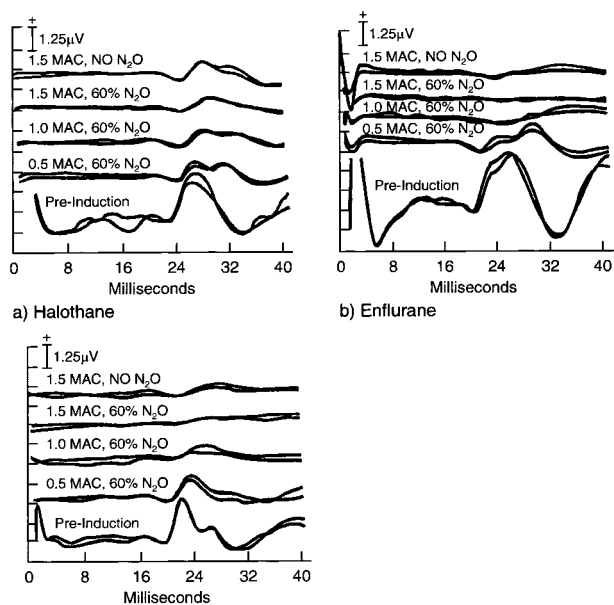 +
1.25µV
1.5 MAC, NO N₂O
1.5 MAC, 60% N₂O
1.0 MAC, 60% N₂O
0.5 MAC, 60% N₂O
Pre-Induction
0 8 16 24 32 40
Milliseconds
a) Halothane
+
1.25µV
1.5 MAC, NO N₂O
1.5 MAC, 60% N₂O
1.0 MAC, 60% N₂O
0.5 MAC, 60% N₂O
Pre-Induction
0 8 16 24 32 40
Milliseconds
b) Enflurane
+
1.25µV
1.5 MAC, NO N₂O
1.5 MAC, 60% N₂O
1.0 MAC, 60% N₂O
0.5 MAC, 60% N₂O
Pre-Induction
0 8 16 24 32 40
Milliseconds